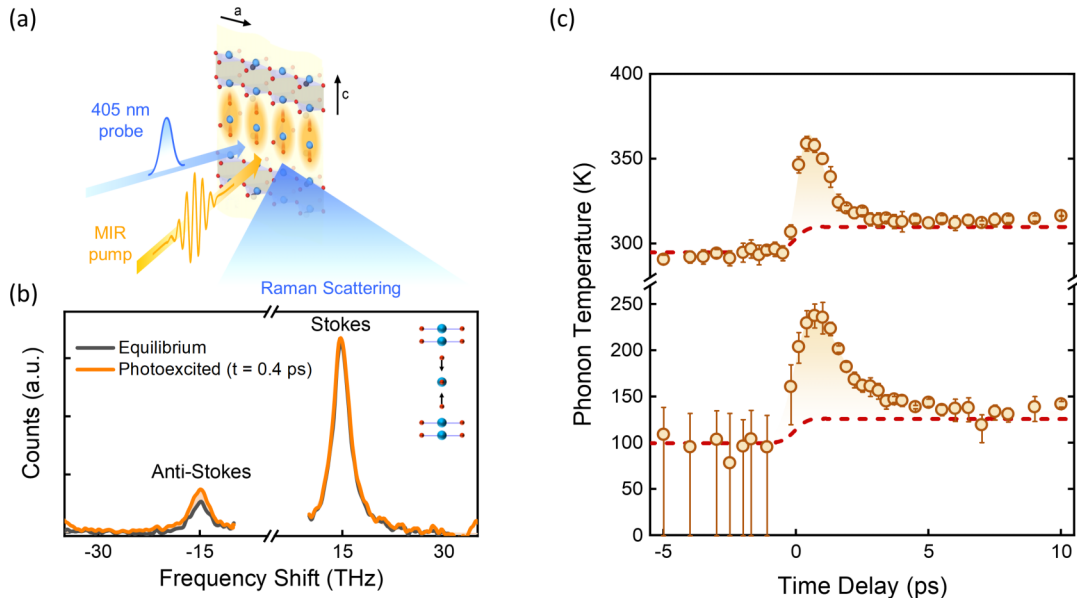 (a)
a
c
405 nm
probe
MIR
pump
Raman Scattering
(b)
Stokes
Equilibrium
Photoexcited (t = 0.4 ps)
Anti-Stokes
Counts (a.u.)
-30
-15
15
30
Frequency Shift (THz)
(c)
400
350
300
250
200
150
100
50
0
Phonon Temperature (K)
-5
0
5
10
Time Delay (ps)